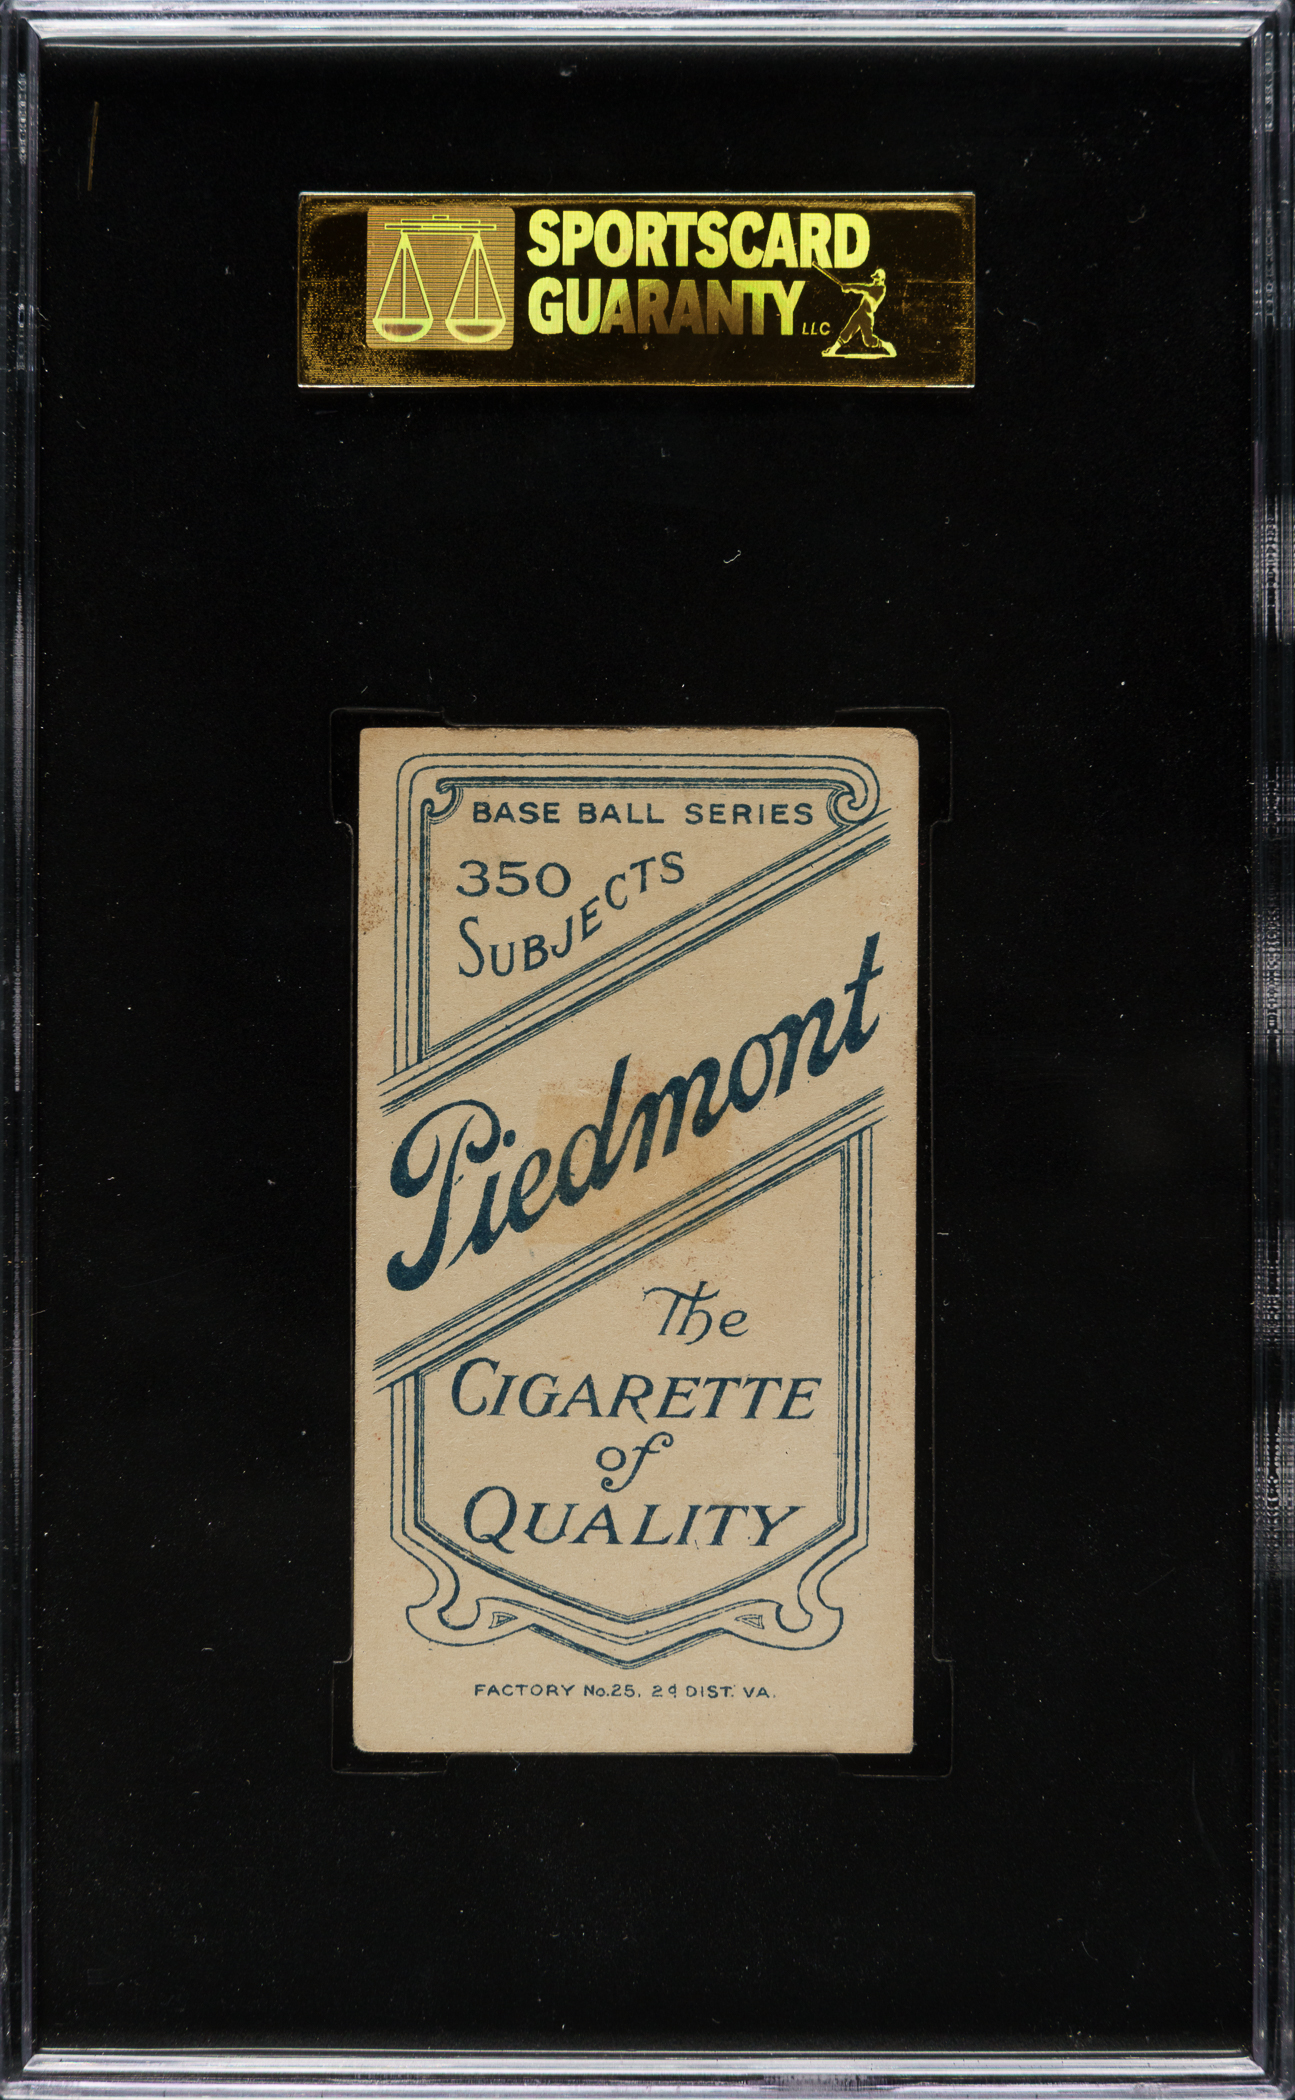 SPORTSCARD
GUARANTY LLC
BASE BALL SERIES
350
SUBJECTS
Piedmont
The
CIGARETTE
of
QUALITY
FACTORY No.25, 2d DIST. VA.